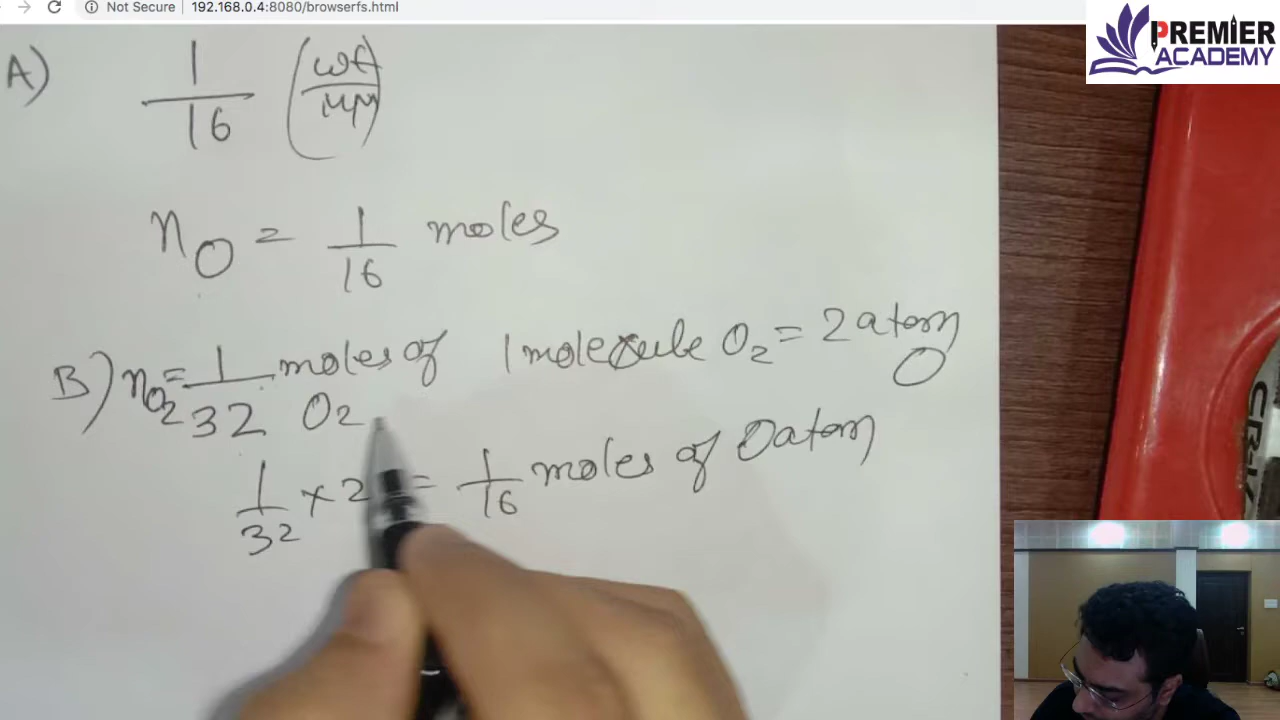 Not Secure | 192.168.0.4:8080/browserfs.html
PREMIER
ACADEMY
A) 1/16 (wt/MM)
nO = 1/16 moles
B) nO2 = 1/32 moles of O2
1 molecule O2 = 2 atom O
1/32 × 2 = 1/16 moles of O atom